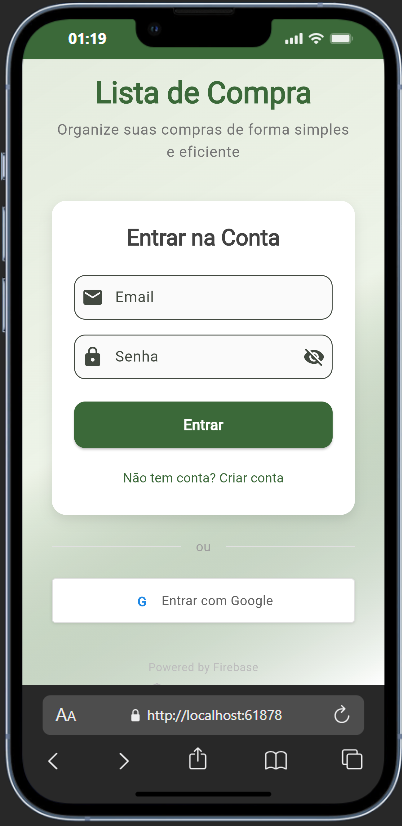 01:19
Lista de Compra
Organize suas compras de forma simples
e eficiente
Entrar na Conta
Email
Senha
Entrar
Não tem conta? Criar conta
ou
G Entrar com Google
Powered by Firebase
AA http://localhost:61878